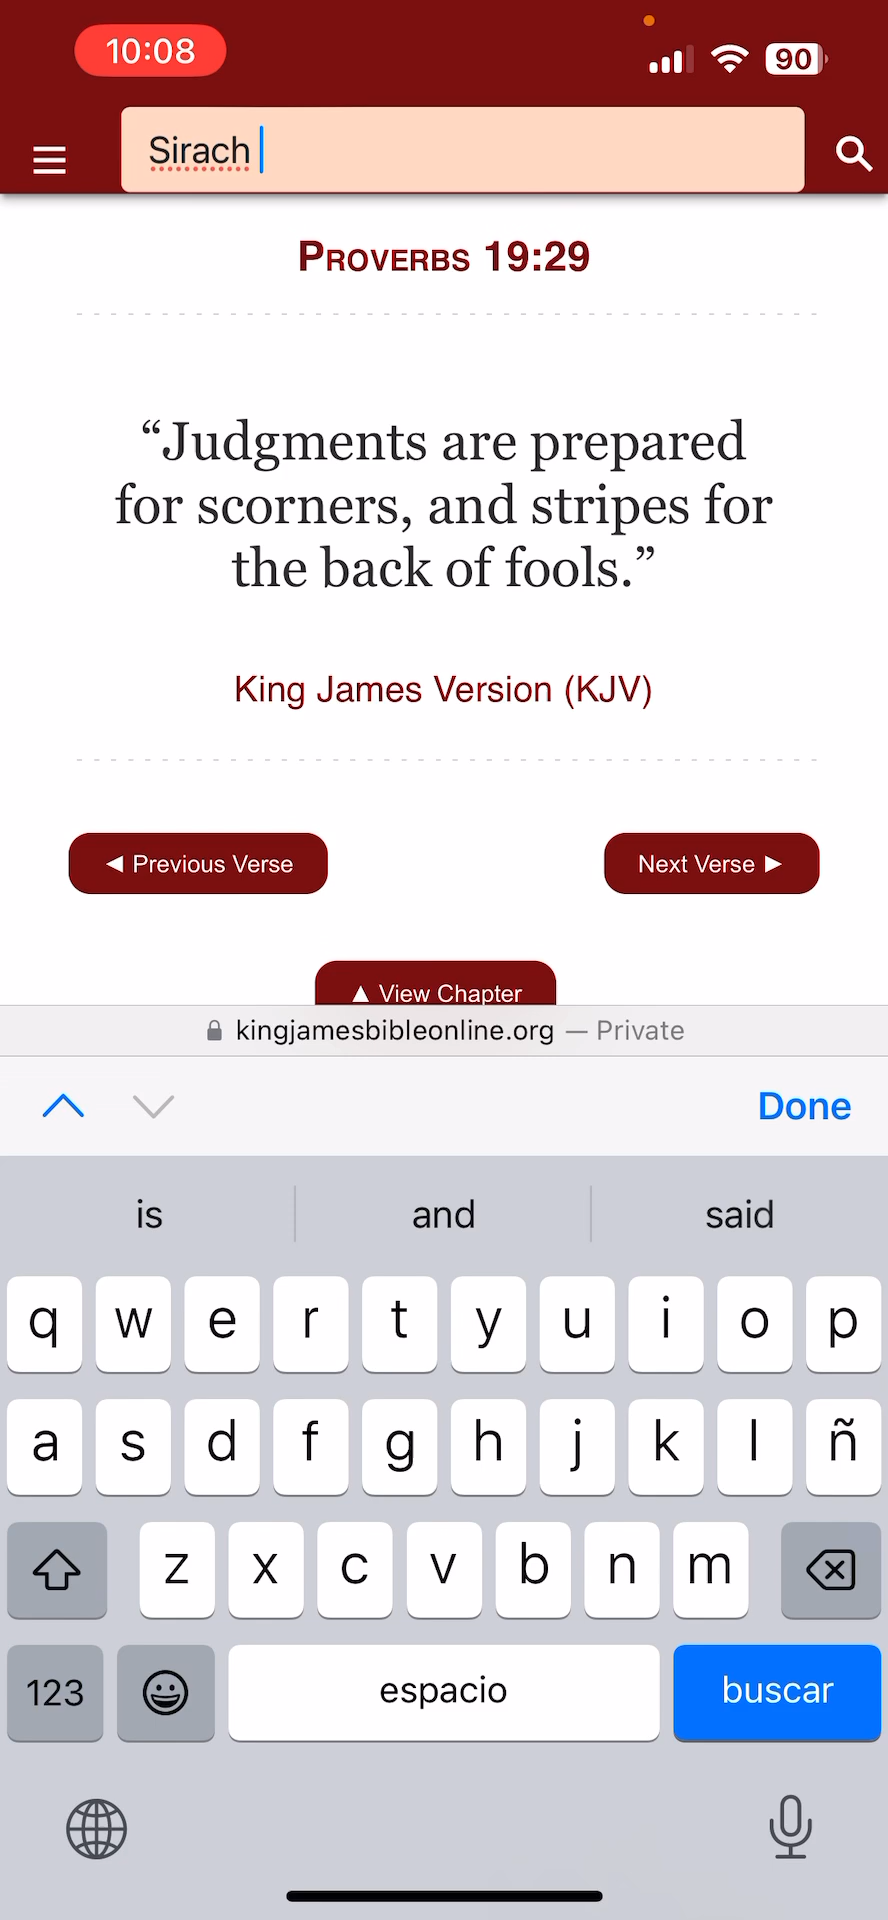 10:08
90
Sirach
PROVERBS 19:29
“Judgments are prepared
for scorners, and stripes for
the back of fools.”
King James Version (KJV)
◀ Previous Verse
Next Verse ▶
▲ View Chapter
kingjamesbibleonline.org — Private
Done
is and said
q w e r t y u i o p
a s d f g h j k l ñ
z x c v b n m
123 espacio buscar